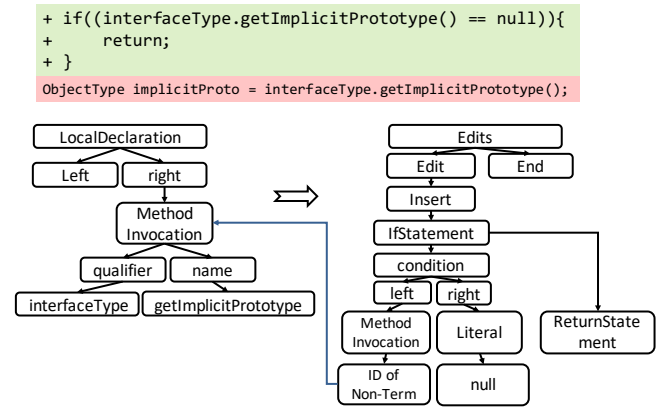 + if((interfaceType.getImplicitPrototype() == null)){
+     return;
+ }
ObjectType implicitProto = interfaceType.getImplicitPrototype();
LocalDeclaration
Left
right
Method
Invocation
qualifier
name
interfaceType
getImplicitPrototype
Edits
Edit
End
Insert
IfStatement
condition
left
right
Method
Invocation
Literal
ReturnState
ment
ID of
Non-Term
null